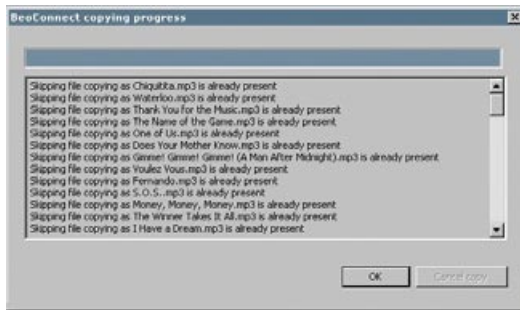 BeoConnect copying progress
Skipping file copying as Chiquitita.mp3 is already present
Skipping file copying as Waterloo.mp3 is already present
Skipping file copying as Thank You for the Music.mp3 is already present
Skipping file copying as The Name of the Game.mp3 is already present
Skipping file copying as One of Us.mp3 is already present
Skipping file copying as Does Your Mother Know.mp3 is already present
Skipping file copying as Gimme! Gimme! Gimme! (A Man After Midnight).mp3 is already present
Skipping file copying as Voulez Vous.mp3 is already present
Skipping file copying as Fernando.mp3 is already present
Skipping file copying as S.O.S..mp3 is already present
Skipping file copying as Money, Money, Money.mp3 is already present
Skipping file copying as The Winner Takes It All.mp3 is already present
Skipping file copying as I Have a Dream.mp3 is already present
OK
Cancel copy